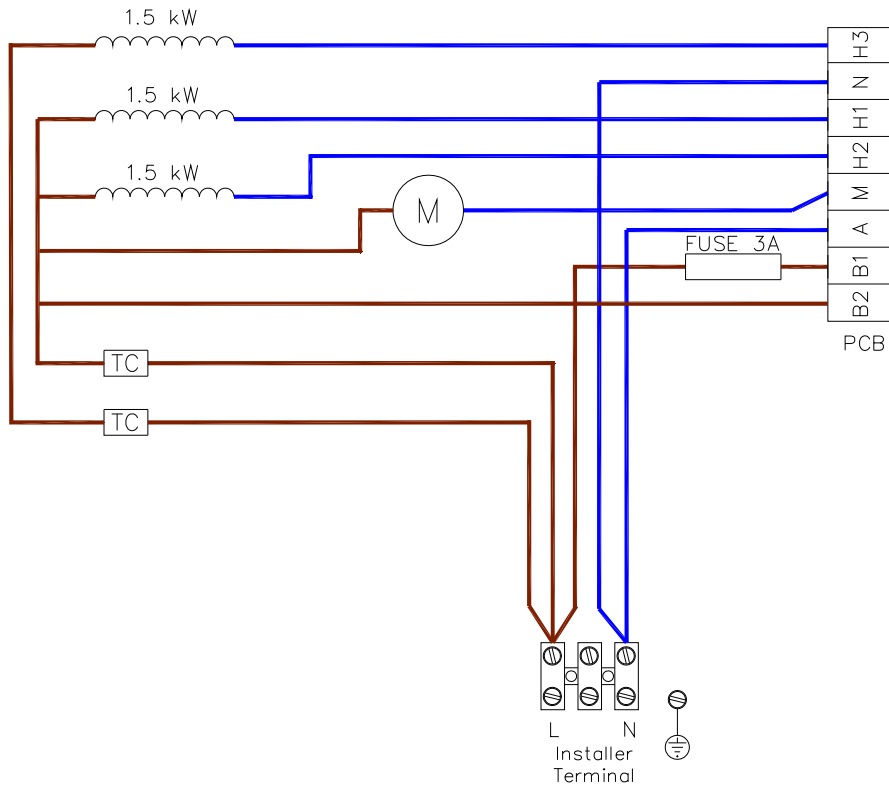 1.5 kW
H3
N
1.5 kW
H1
H2
1.5 kW
M
M
A
FUSE 3A
B1
B2
PCB
TC
TC
L N
Installer
Terminal